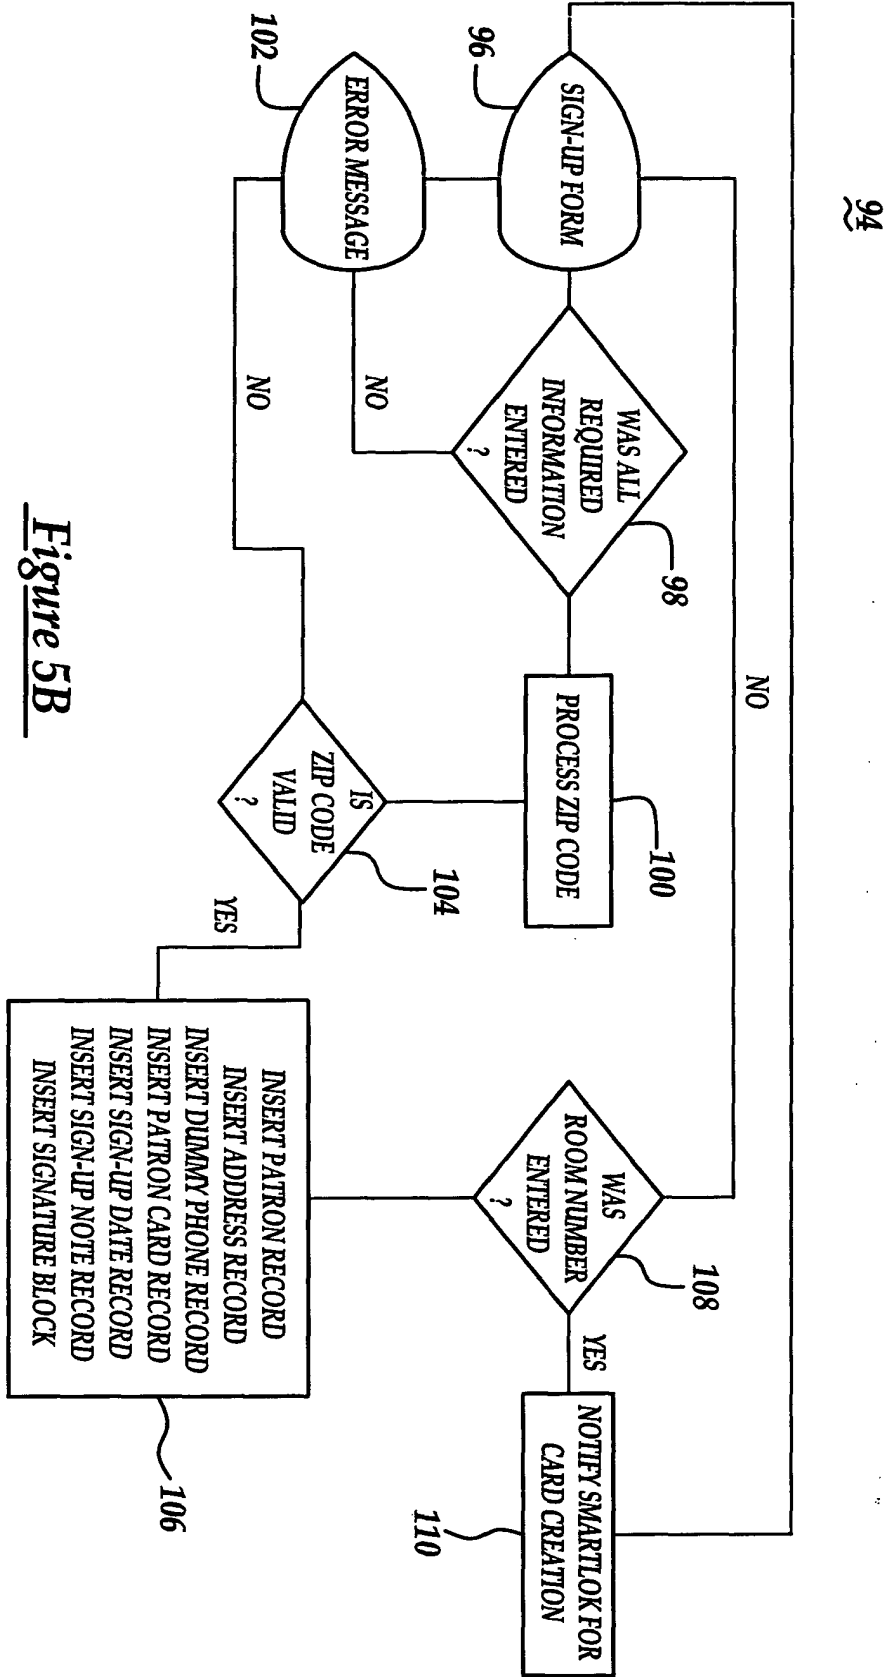 94
NO
96
SIGN-UP FORM
WAS ALL
REQUIRED
INFORMATION
ENTERED
?
98
PROCESS ZIP CODE
100
WAS
ROOM NUMBER
ENTERED
?
108
YES
NOTIFY SMARTLOK FOR
CARD CREATION
110
102
ERROR MESSAGE
NO
NO
IS
ZIP CODE
VALID
?
104
YES
INSERT PATRON RECORD
INSERT ADDRESS RECORD
INSERT DUMMY PHONE RECORD
INSERT PATRON CARD RECORD
INSERT SIGN-UP DATE RECORD
INSERT SIGN-UP NOTE RECORD
INSERT SIGNATURE BLOCK
106
Figure 5B